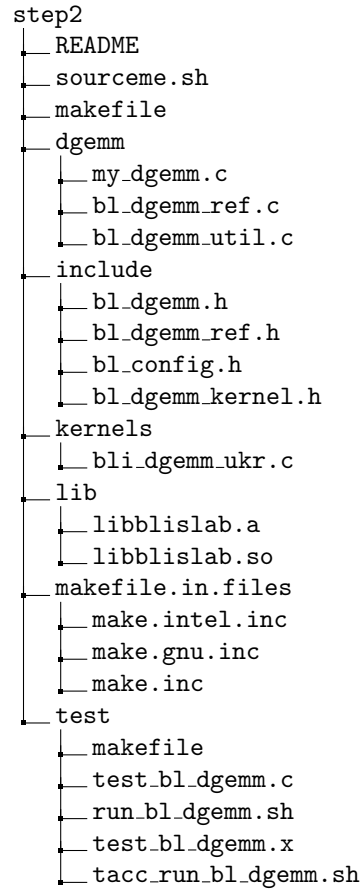 step2
README
sourceme.sh
makefile
dgemm
my_dgemm.c
bl_dgemm_ref.c
bl_dgemm_util.c
include
bl_dgemm.h
bl_dgemm_ref.h
bl_config.h
bl_dgemm_kernel.h
kernels
bli_dgemm_ukr.c
lib
libblislab.a
libblislab.so
makefile.in.files
make.intel.inc
make.gnu.inc
make.inc
test
makefile
test_bl_dgemm.c
run_bl_dgemm.sh
test_bl_dgemm.x
tacc_run_bl_dgemm.sh